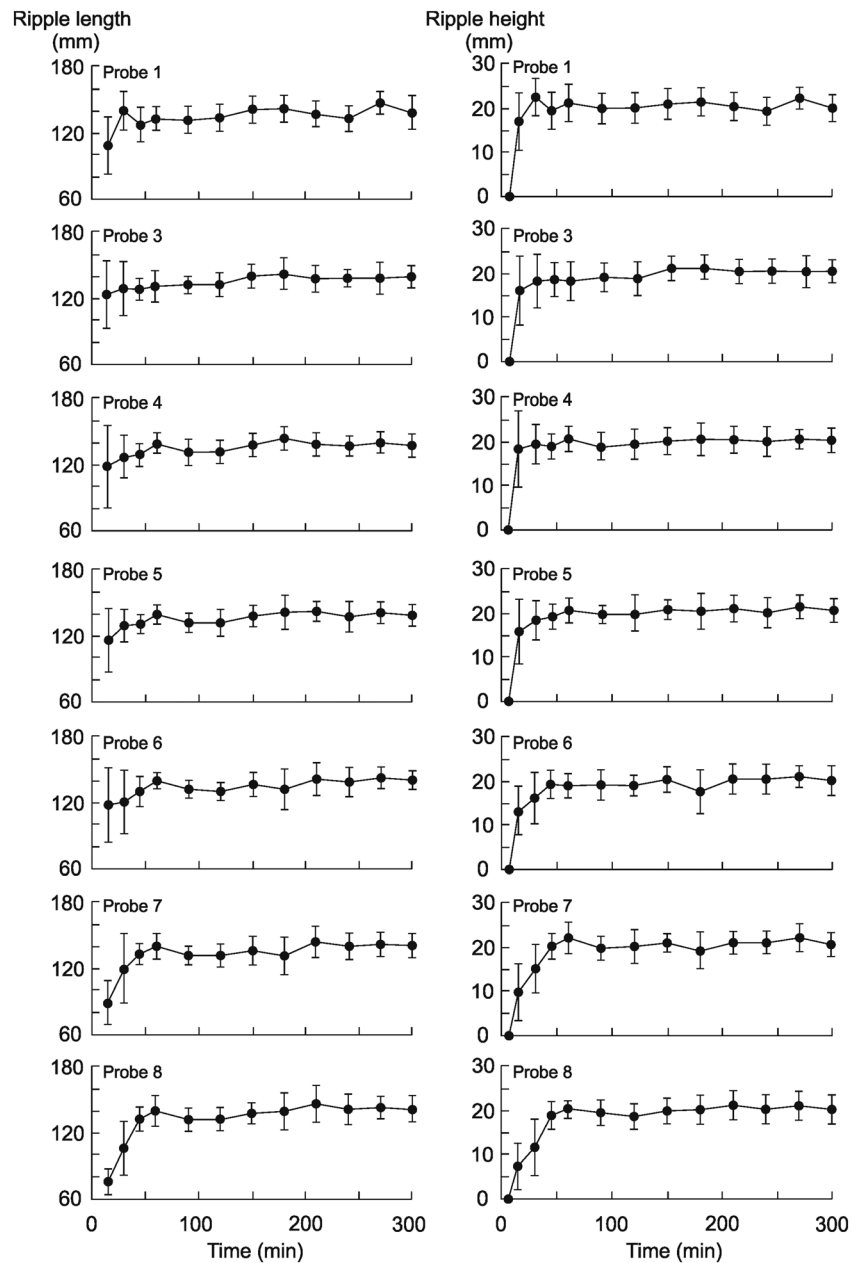 Ripple length
(mm)
180
Probe 1
120
60
180
Probe 3
120
60
180
Probe 4
120
60
180
Probe 5
120
60
180
Probe 6
120
60
180
Probe 7
120
60
180
Probe 8
120
60
0 100 200 300
Time (min)
Ripple height
(mm)
30
Probe 1
20
10
0
30
Probe 3
20
10
0
30
Probe 4
20
10
0
30
Probe 5
20
10
0
30
Probe 6
20
10
0
30
Probe 7
20
10
0
30
Probe 8
20
10
0
0 100 200 300
Time (min)